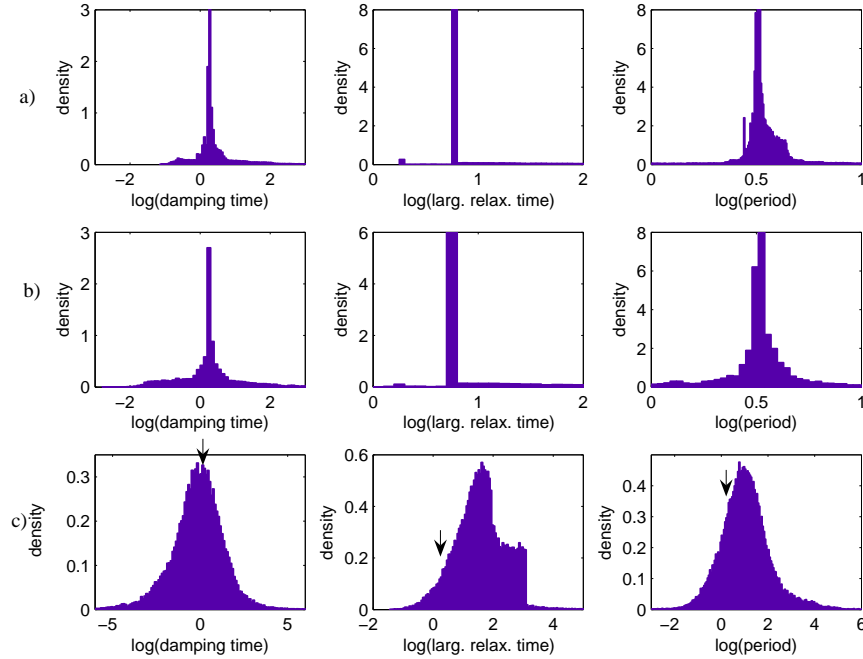 a)
density
3
2
1
0
−2 0 2
log(damping time)
density
8
6
4
2
0
0 1 2
log(larg. relax. time)
density
8
6
4
2
0
0 0.5 1
log(period)
b)
density
3
2
1
0
−2 0 2
log(damping time)
density
6
4
2
0
0 1 2
log(larg. relax. time)
density
8
6
4
2
0
0 0.5 1
log(period)
c)
density
0.3
0.2
0.1
0
−5 0 5
log(damping time)
density
0.6
0.4
0.2
0
−2 0 2 4
log(larg. relax. time)
density
0.4
0.3
0.2
0.1
0
−2 0 2 4 6
log(period)